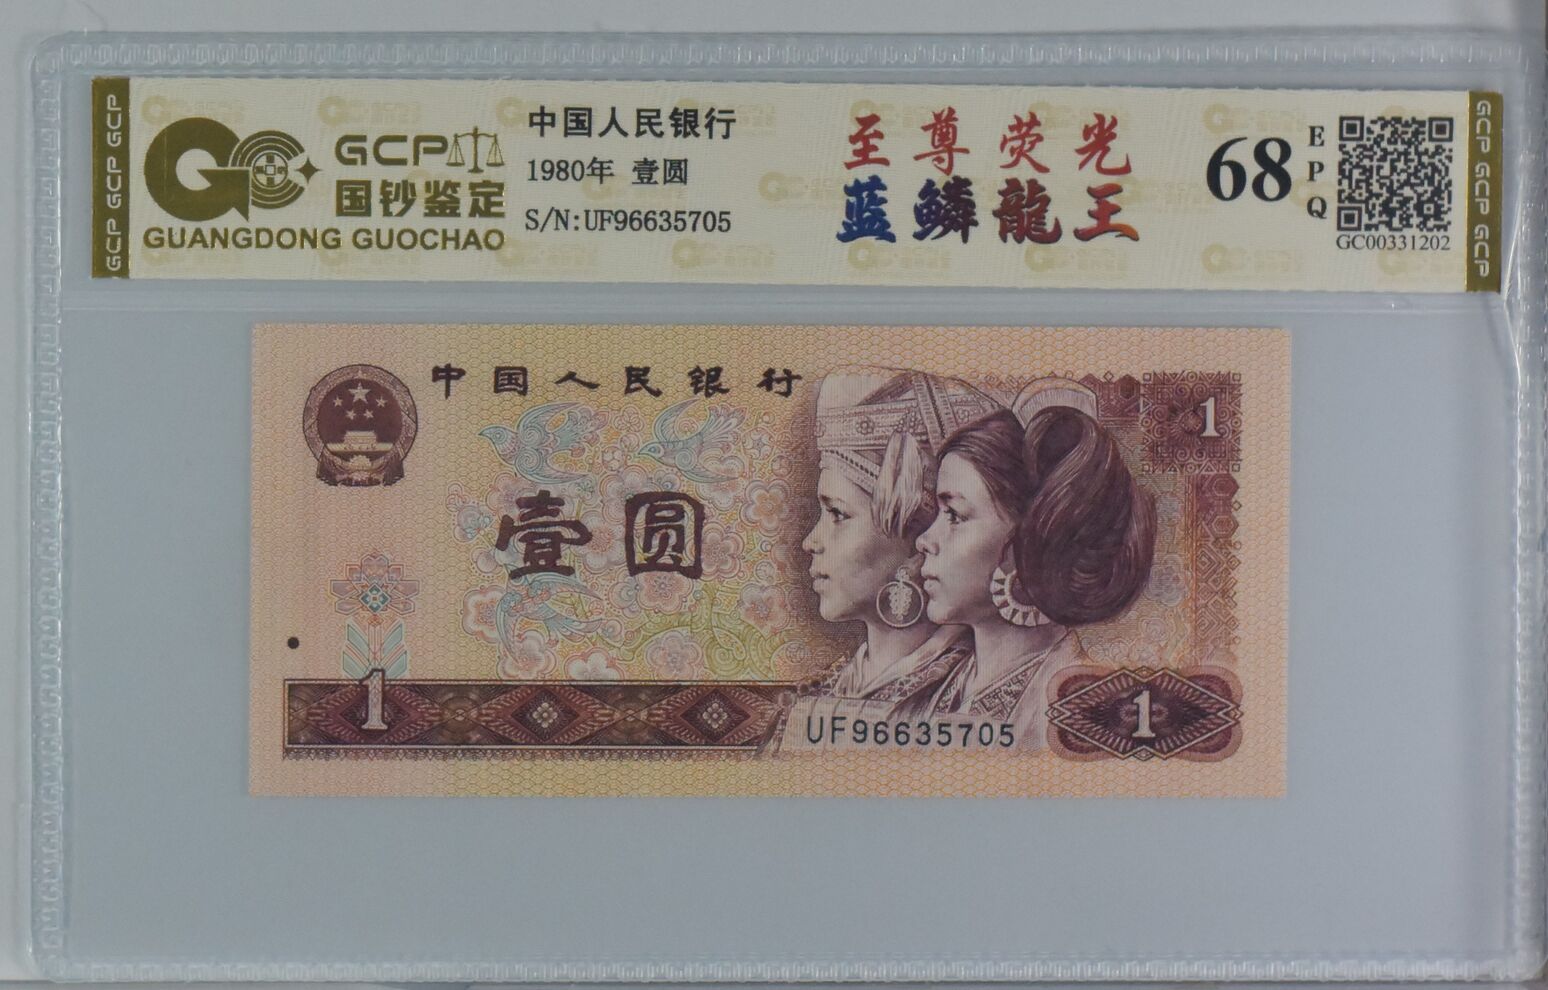 GCP GCP GCP
GCP
国钞鉴定
GUANGDONG GUOCHAO
中国人民银行
1980年 壹圆
S/N:UF96635705
至尊荧光
蓝鳞龍王
68
EPQ
GC00331202
GCP GCP GCP
中国人民银行
1
壹圆
1
UF96635705
1